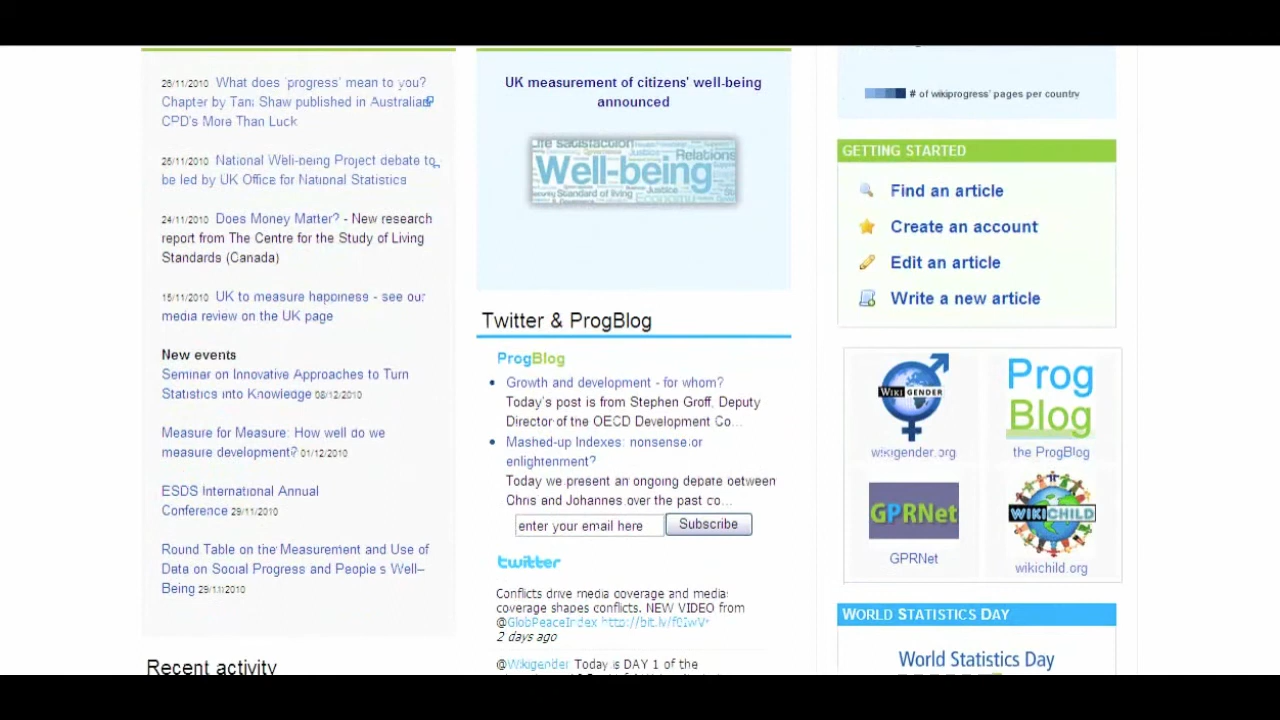 26/11/2010 What does 'progress' mean to you?
Chapter by Tani Shaw published in Australian
CPD's More Than Luck
26/11/2010 National Well-being Project debate to
be led by UK Office for National Statistics
24/11/2010 Does Money Matter? - New research
report from The Centre for the Study of Living
Standards (Canada)
15/11/2010 UK to measure happiness - see our
media review on the UK page
New events
Seminar on Innovative Approaches to Turn
Statistics into Knowledge 08/12/2010
Measure for Measure: How well do we
measure development? 01/12/2010
ESDS International Annual
Conference 29/11/2010
Round Table on the Measurement and Use of
Data on Social Progress and People's Well-
Being 29/11/2010
Recent activity
UK measurement of citizens' well-being
announced
Life satisfaction
Justice
Relations
Well-being
Justice
Standard of living
Economy
Twitter & ProgBlog
ProgBlog
Growth and development - for whom?
Today's post is from Stephen Groff, Deputy
Director of the OECD Development Co...
Mashed-up Indexes: nonsense or
enlightenment?
Today we present an ongoing debate between
Chris and Johannes over the past co...
enter your email here Subscribe
twitter
Conflicts drive media coverage and media
coverage shapes conflicts. NEW VIDEO from
@GlobPeaceIndex
2 days ago
@Wikigender Today is DAY 1 of the
# of wikiprogress' pages per country
GETTING STARTED
Find an article
Create an account
Edit an article
Write a new article
WIKI GENDER
wikigender.org
Prog
Blog
the ProgBlog
GPRNet
GPRNet
WIKICHILD
wikichild.org
WORLD STATISTICS DAY
World Statistics Day